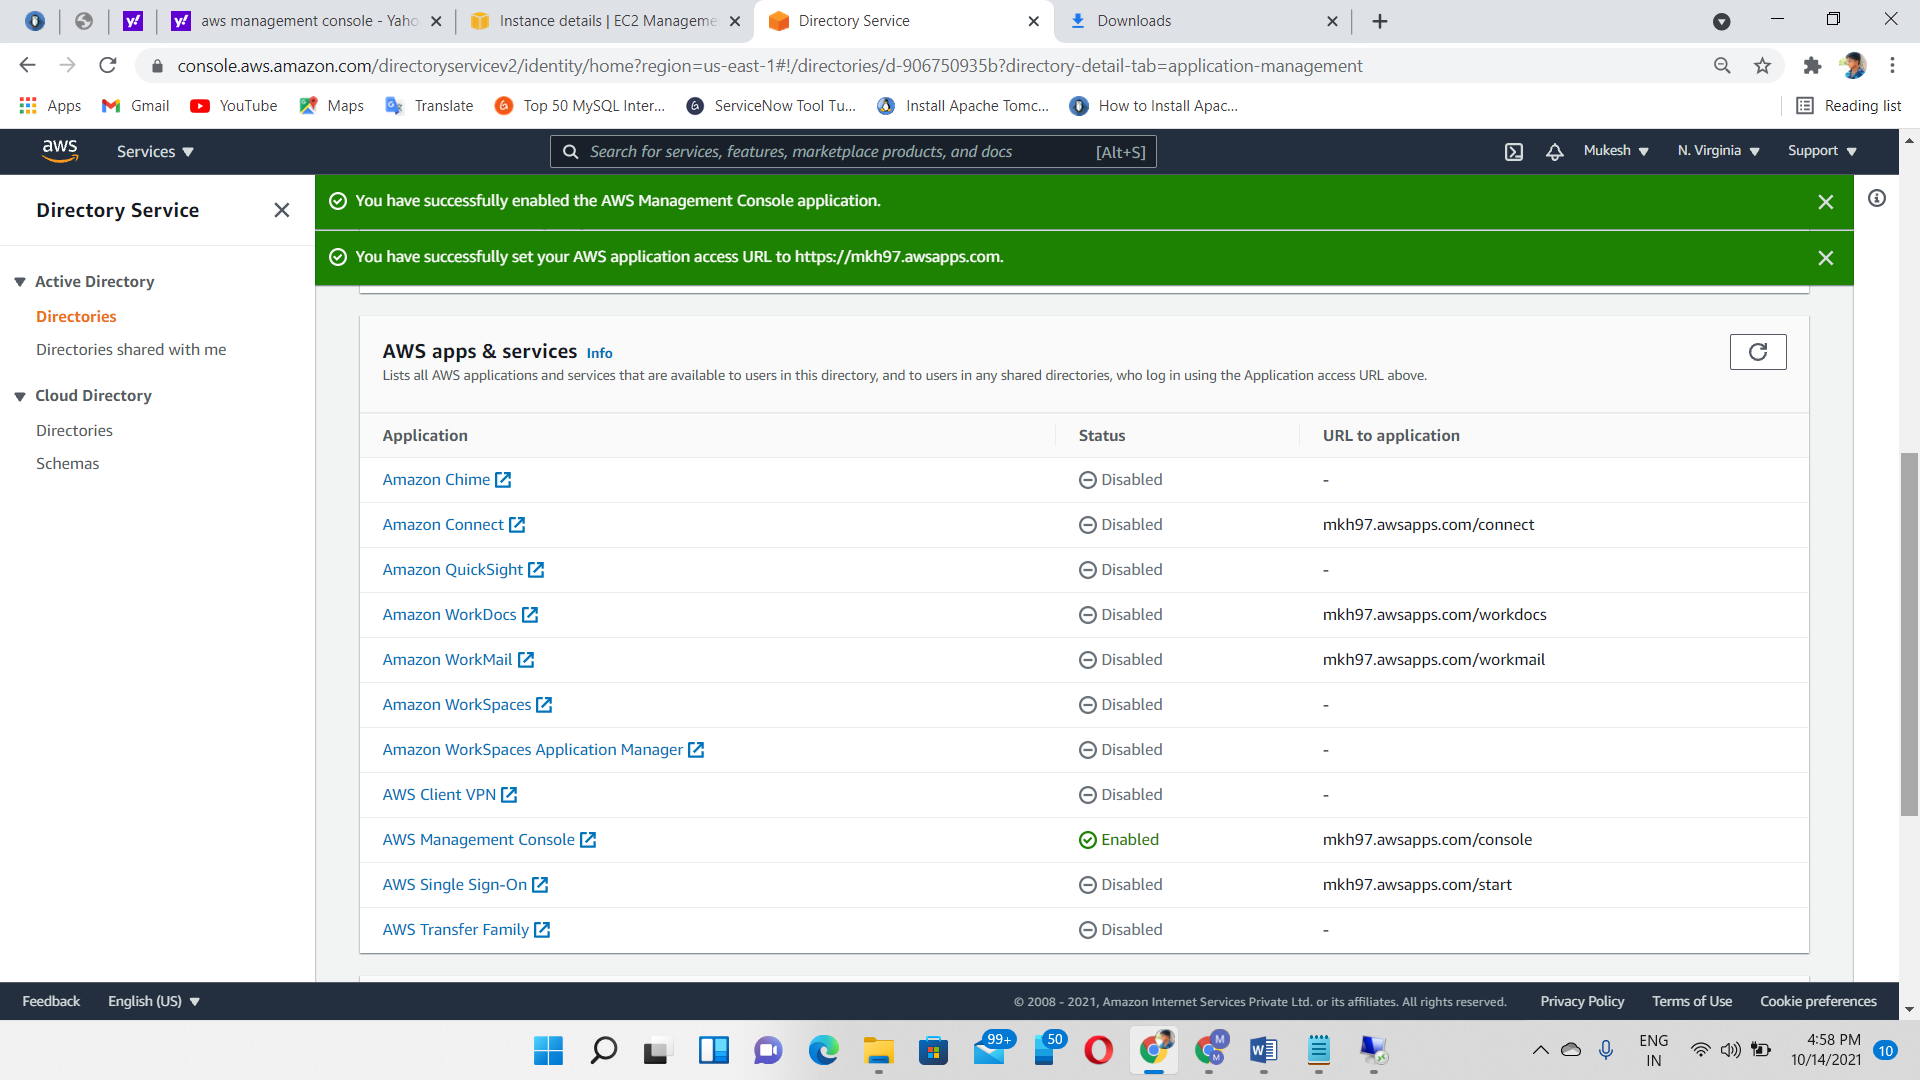 aws management console - Yaho
Instance details | EC2 Manageme
Directory Service
Downloads
console.aws.amazon.com/directoryservicev2/identity/home?region=us-east-1#!/directories/d-906750935b?directory-detail-tab=application-management
Apps
Gmail
YouTube
Maps
Translate
Top 50 MySQL Inter...
ServiceNow Tool Tu...
Install Apache Tomc...
How to Install Apac...
Reading list
aws
Services
Search for services, features, marketplace products, and docs
[Alt+S]
Mukesh
N. Virginia
Support
Directory Service
Active Directory
Directories
Directories shared with me
Cloud Directory
Directories
Schemas
You have successfully enabled the AWS Management Console application.
You have successfully set your AWS application access URL to https://mkh97.awsapps.com.
AWS apps & services Info
Lists all AWS applications and services that are available to users in this directory, and to users in any shared directories, who log in using the Application access URL above.
Application Status URL to application
Amazon Chime Disabled -
Amazon Connect Disabled mkh97.awsapps.com/connect
Amazon QuickSight Disabled -
Amazon WorkDocs Disabled mkh97.awsapps.com/workdocs
Amazon WorkMail Disabled mkh97.awsapps.com/workmail
Amazon WorkSpaces Disabled -
Amazon WorkSpaces Application Manager Disabled -
AWS Client VPN Disabled -
AWS Management Console Enabled mkh97.awsapps.com/console
AWS Single Sign-On Disabled mkh97.awsapps.com/start
AWS Transfer Family Disabled -
Feedback
English (US)
© 2008 - 2021, Amazon Internet Services Private Ltd. or its affiliates. All rights reserved.
Privacy Policy
Terms of Use
Cookie preferences
99+
50
M
M
ENG
IN
4:58 PM
10/14/2021
10